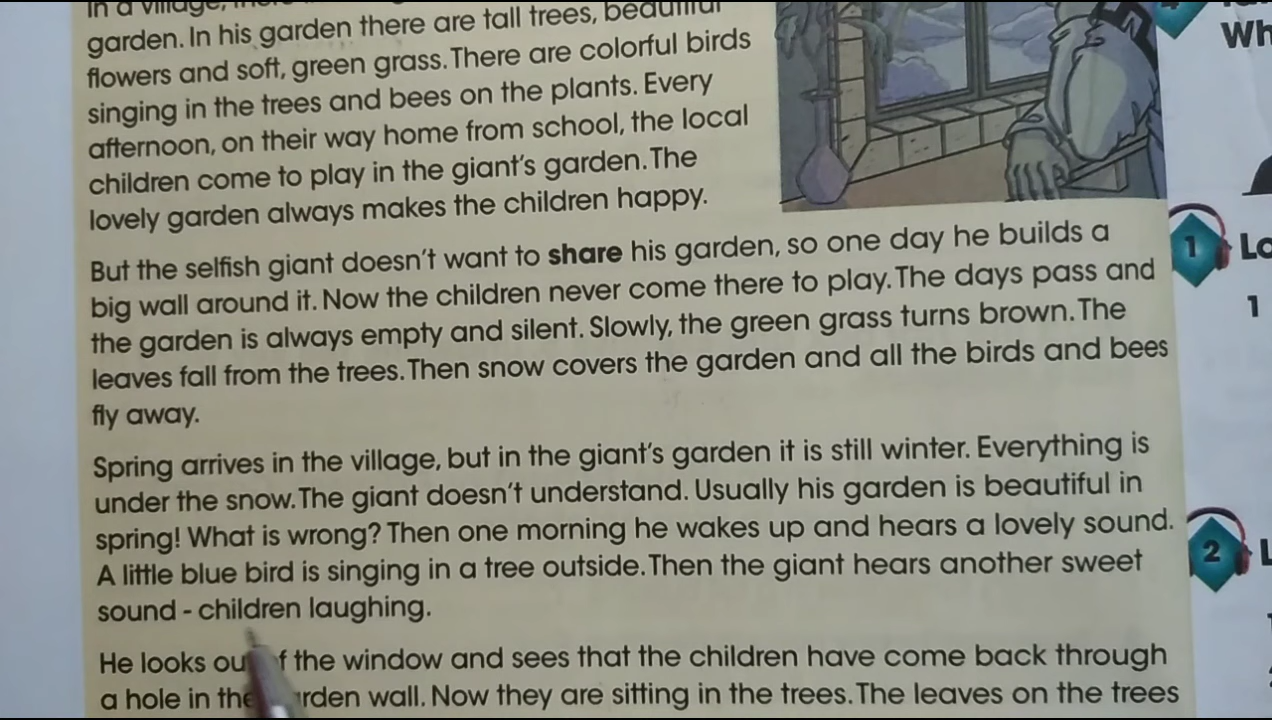 In a village,
garden. In his garden there are tall trees, beautiful
flowers and soft, green grass. There are colorful birds
singing in the trees and bees on the plants. Every
afternoon, on their way home from school, the local
children come to play in the giant's garden. The
lovely garden always makes the children happy.
But the selfish giant doesn't want to share his garden, so one day he builds a
big wall around it. Now the children never come there to play. The days pass and
the garden is always empty and silent. Slowly, the green grass turns brown. The
leaves fall from the trees. Then snow covers the garden and all the birds and bees
fly away.
Spring arrives in the village, but in the giant's garden it is still winter. Everything is
under the snow. The giant doesn't understand. Usually his garden is beautiful in
spring! What is wrong? Then one morning he wakes up and hears a lovely sound.
A little blue bird is singing in a tree outside. Then the giant hears another sweet
sound - children laughing.
He looks of the window and sees that the children have come back through
a hole in the wall. Now they are sitting in the trees. The leaves on the trees
Wh
1 Lo
1
2 L